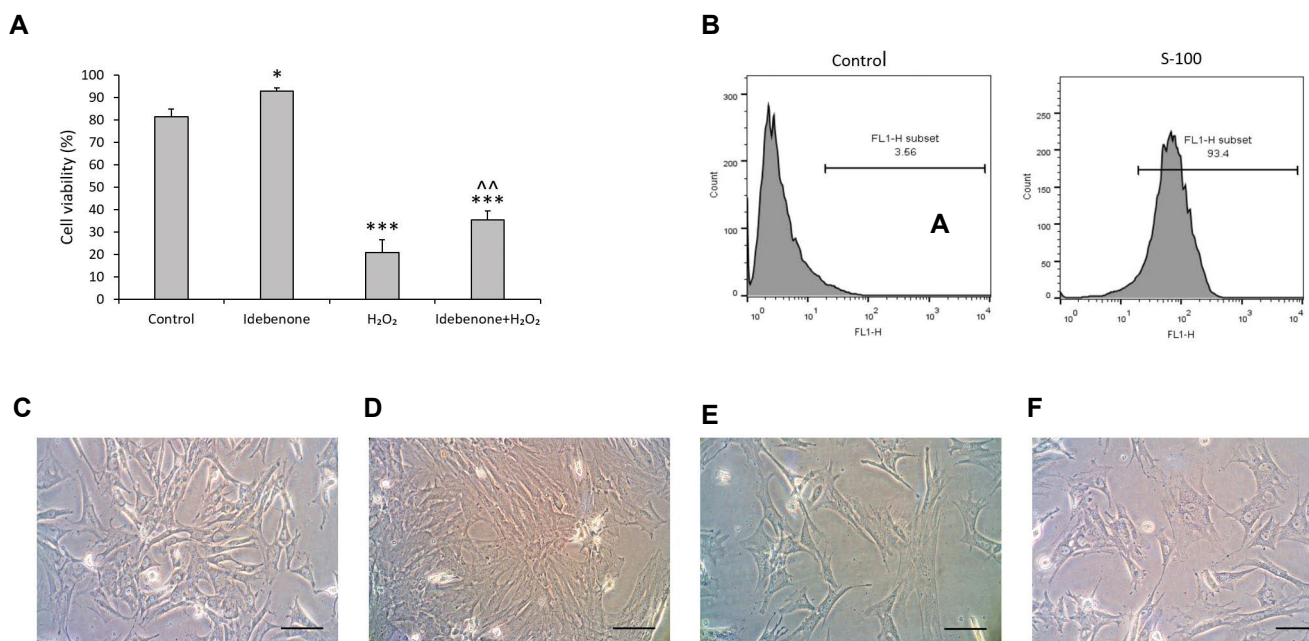 A
Cell viability (%)
100
90
80
70
60
50
40
30
20
10
0
*
***
^^
***
Control
Idebenone
H₂O₂
Idebenone+H₂O₂
B
Control
300
200
100
0
Count
FL1-H subset
3.56
A
10⁰ 10¹ 10² 10³ 10⁴
FL1-H
S-100
250
200
150
100
50
0
Count
FL1-H subset
93.4
10⁰ 10¹ 10² 10³ 10⁴
FL1-H
C
D
E
F